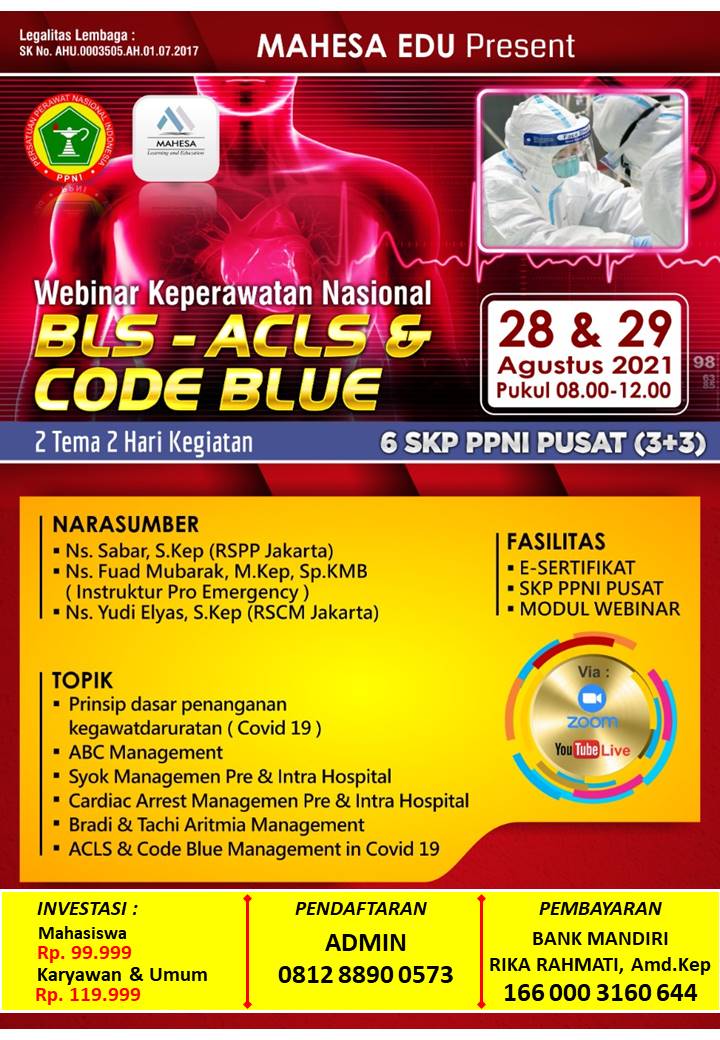 Legalitas Lembaga :
SK No. AHU.0003505.AH.01.07.2017
MAHESA EDU Present
PERSATUAN PERAWAT NASIONAL INDONESIA
PPNI
MAHESA
Learning and Education
Webinar Keperawatan Nasional
BLS - ACLS &
CODE BLUE
28 & 29
Agustus 2021
Pukul 08.00-12.00
98
2 Tema 2 Hari Kegiatan
6 SKP PPNI PUSAT (3+3)
NARASUMBER
▪ Ns. Sabar, S.Kep (RSPP Jakarta)
▪ Ns. Fuad Mubarak, M.Kep, Sp.KMB
( Instruktur Pro Emergency )
▪ Ns. Yudi Elyas, S.Kep (RSCM Jakarta)
FASILITAS
▪ E-SERTIFIKAT
▪ SKP PPNI PUSAT
▪ MODUL WEBINAR
TOPIK
▪ Prinsip dasar penanganan
kegawatdaruratan ( Covid 19 )
▪ ABC Management
▪ Syok Managemen Pre & Intra Hospital
▪ Cardiac Arrest Managemen Pre & Intra Hospital
▪ Bradi & Tachi Aritmia Management
▪ ACLS & Code Blue Management in Covid 19
Via :
zoom
YouTube Live
INVESTASI :
Mahasiswa
Rp. 99.999
Karyawan & Umum
Rp. 119.999
PENDAFTARAN
ADMIN
0812 8890 0573
PEMBAYARAN
BANK MANDIRI
RIKA RAHMATI, Amd.Kep
166 000 3160 644